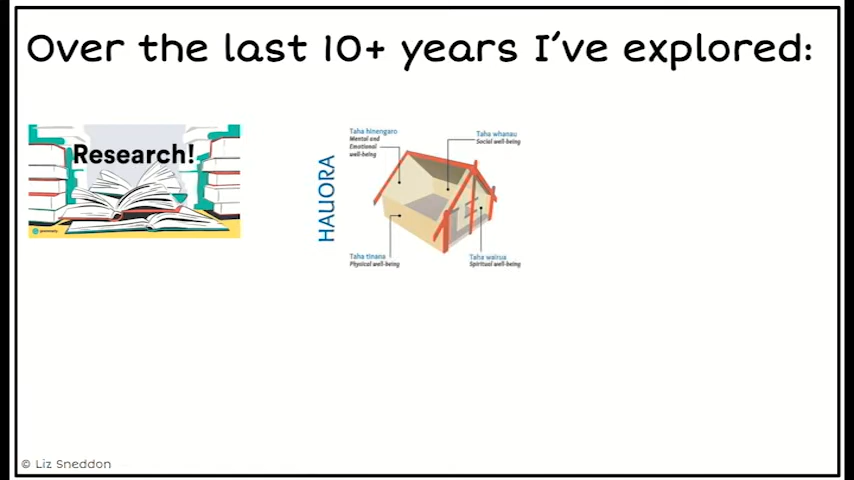 Over the last 10+ years I've explored:
Research!
HAUORA
Taha hinengaro
Mental and
Emotional
well-being
Taha whanau
Social well-being
Taha tinana
Physical well-being
Taha wairua
Spiritual well-being
© Liz Sneddon